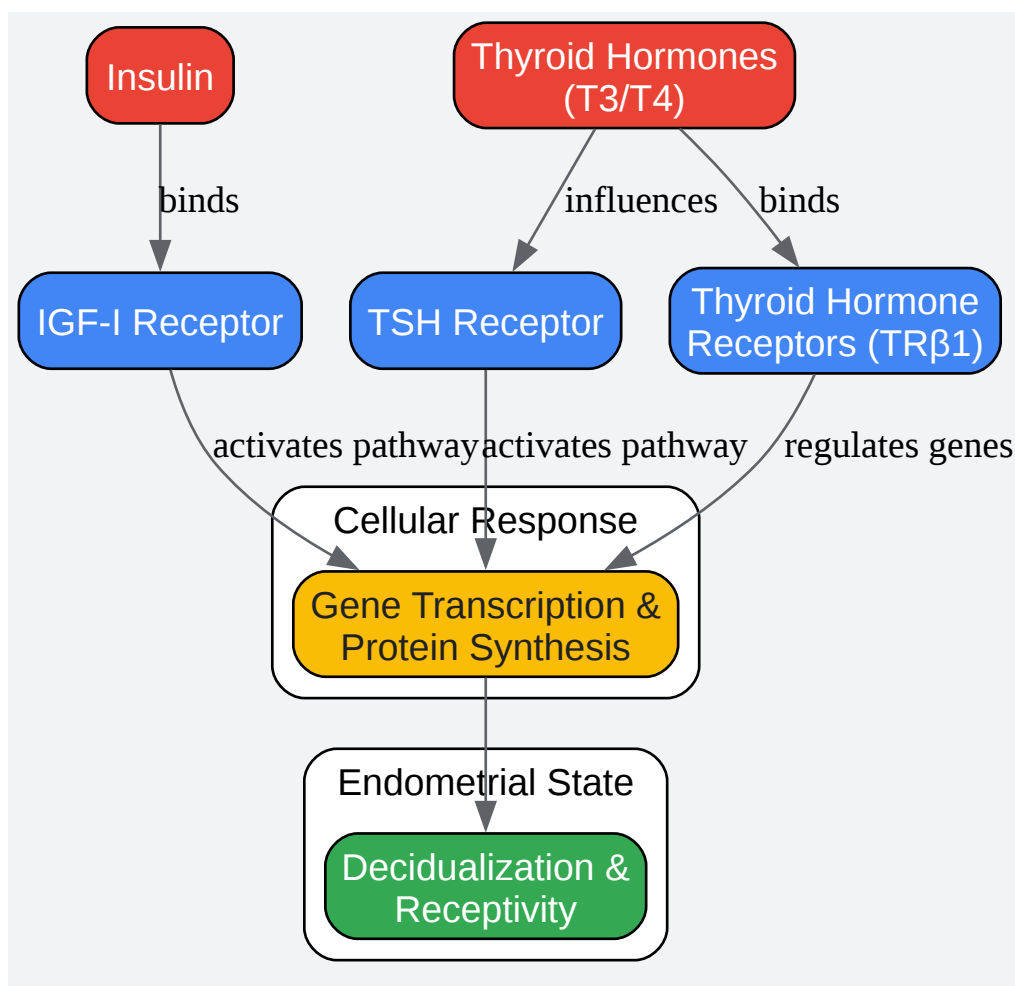 Insulin
Thyroid Hormones
(T3/T4)
binds
influences
binds
IGF-I Receptor
TSH Receptor
Thyroid Hormone
Receptors (TRβ1)
activates pathway
activates pathway
regulates genes
Cellular Response
Gene Transcription &
Protein Synthesis
Endometrial State
Decidualization &
Receptivity